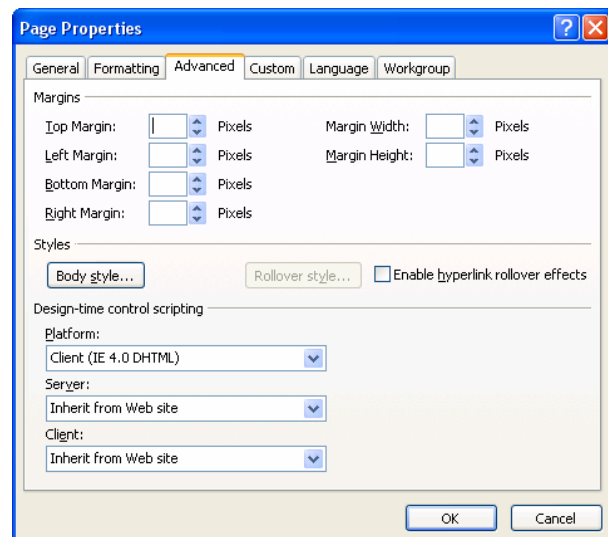 Page Properties
General Formatting Advanced Custom Language Workgroup
Margins
Top Margin: Pixels Margin Width: Pixels
Left Margin: Pixels Margin Height: Pixels
Bottom Margin: Pixels
Right Margin: Pixels
Styles
Body style... Rollover style... Enable hyperlink rollover effects
Design-time control scripting
Platform:
Client (IE 4.0 DHTML)
Server:
Inherit from Web site
Client:
Inherit from Web site
OK Cancel